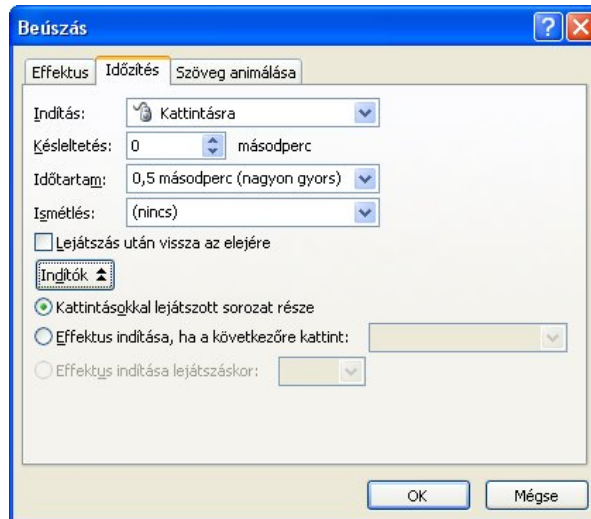 Beúszás
Effektus Időzítés Szöveg animálása
Indítás: Kattintásra
Késleltetés: 0 másodperc
Időtartam: 0,5 másodperc (nagyon gyors)
Ismétlés: (nincs)
Lejátszás után vissza az elejére
Indítók
Kattintásokkal lejátszott sorozat része
Effektus indítása, ha a következőre kattint:
Effektus indítása lejátszáskor:
OK Mégse